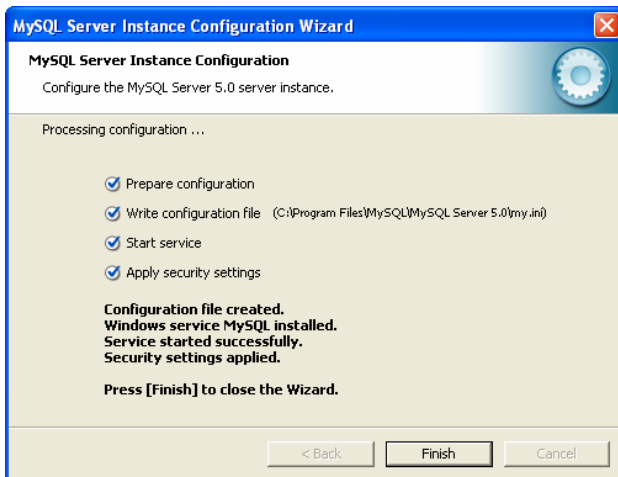 MySQL Server Instance Configuration Wizard
MySQL Server Instance Configuration
Configure the MySQL Server 5.0 server instance.
Processing configuration ...
Prepare configuration
Write configuration file (C:\Program Files\MySQL\MySQL Server 5.0\my.ini)
Start service
Apply security settings
Configuration file created.
Windows service MySQL installed.
Service started successfully.
Security settings applied.
Press [Finish] to close the Wizard.
< Back
Finish
Cancel